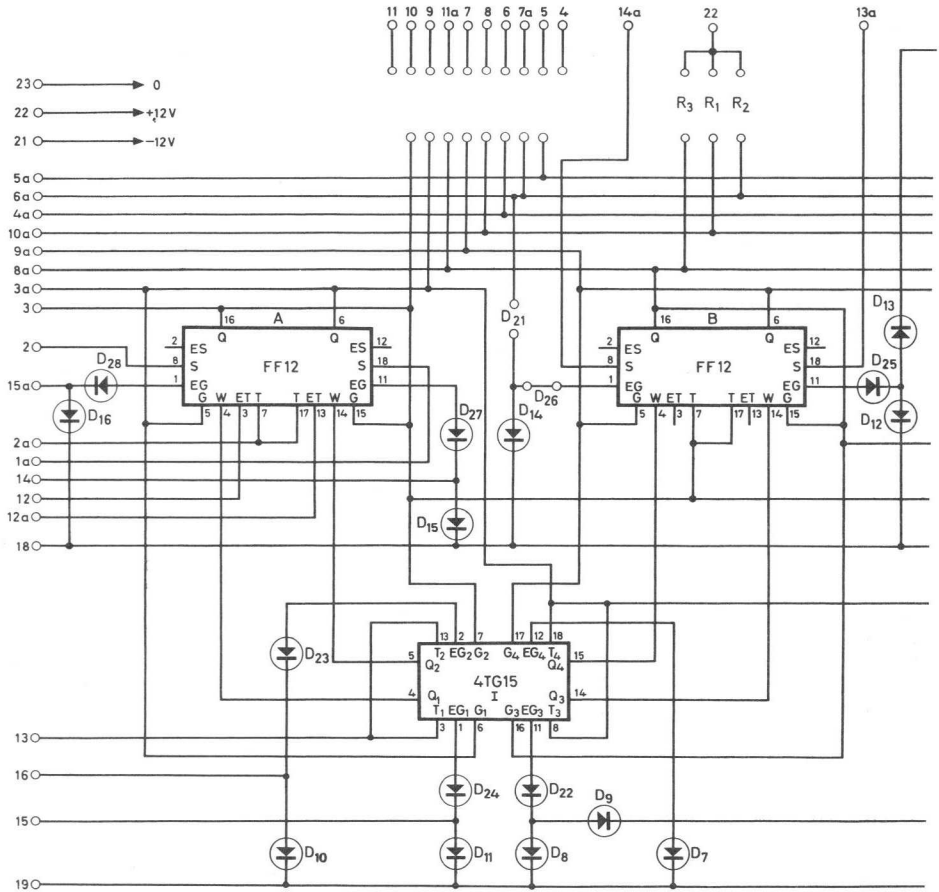 11 10 9 11a 7 8 6 7a 5 4 14a 22 13a
23 0
22 +12V
21 -12V
R3 R1 R2
5a
6a
4a
10a
9a
8a
3a
3
16 A 6 16 B 6
D21 D13
2 ES Q Q ES 12 2 ES Q Q ES 12
2 D28 8 S FF12 S 18 8 S FF12 S 18 D25
15a 1 EG EG 11 1 EG EG 11
G W ET T T ET W G D26 G W ET T T ET W G
5 4 3 7 17 13 14 15 5 4 3 7 17 13 14 15
D16 D27 D14 D12
2a
1a
14
12
12a D15
18
13 2 7 17 12 18
D23 T2 EG2 G2 G4 EG4 T4
5 Q2 Q4 15
4TG15
4 Q1 I Q3 14
T1 EG1 G1 G3 EG3 T3
3 1 6 16 11 8
13
16
D24 D22 D9
15
D10 D11 D8 D7
19